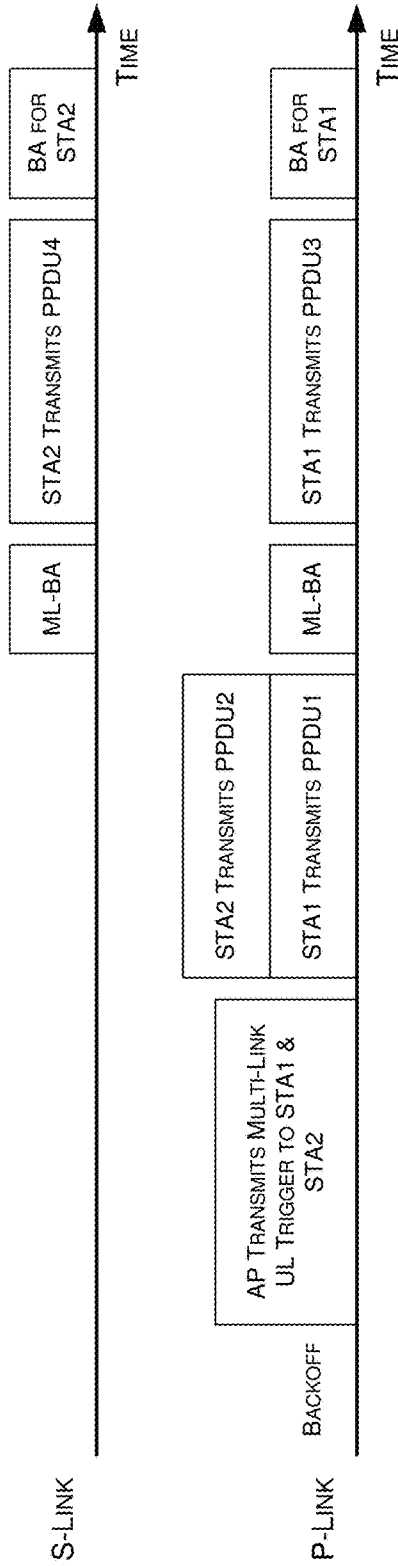 S-LINK
ML-BA
STA2 TRANSMITS PPDU4
BA FOR
STA2
TIME
P-LINK
BACKOFF
AP TRANSMITS MULTI-LINK
UL TRIGGER TO STA1 &
STA2
STA2 TRANSMITS PPDU2
STA1 TRANSMITS PPDU1
ML-BA
STA1 TRANSMITS PPDU3
BA FOR
STA1
TIME